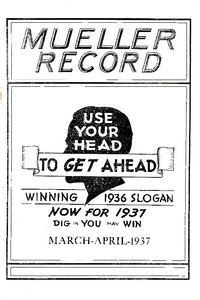 MUELLER
RECORD
USE
YOUR
HEAD
TO GET AHEAD
WINNING 1936 SLOGAN
NOW FOR 1937
DIG IN YOU MAY WIN
MARCH-APRIL-1937